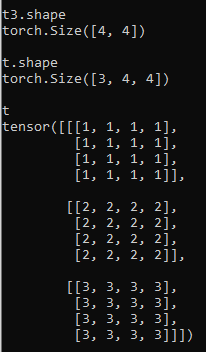 t3.shape
torch.Size([4, 4])
t.shape
torch.Size([3, 4, 4])
t
tensor([[[1, 1, 1, 1],
[1, 1, 1, 1],
[1, 1, 1, 1],
[1, 1, 1, 1]],
[[2, 2, 2, 2],
[2, 2, 2, 2],
[2, 2, 2, 2],
[2, 2, 2, 2]],
[[3, 3, 3, 3],
[3, 3, 3, 3],
[3, 3, 3, 3],
[3, 3, 3, 3]]])